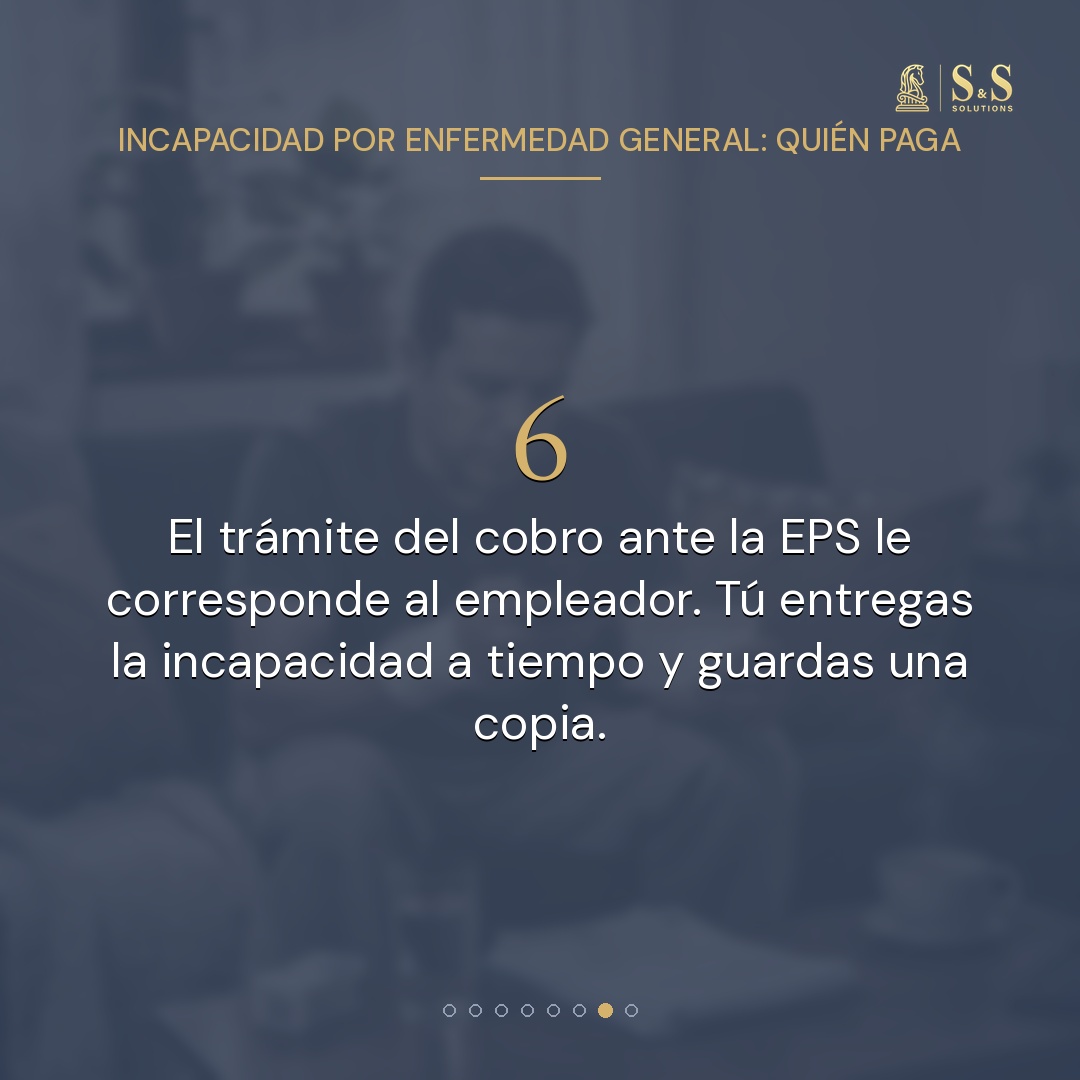 S&S
SOLUTIONS
INCAPACIDAD POR ENFERMEDAD GENERAL: QUIÉN PAGA
6
El trámite del cobro ante la EPS le
corresponde al empleador. Tú entregas
la incapacidad a tiempo y guardas una
copia.